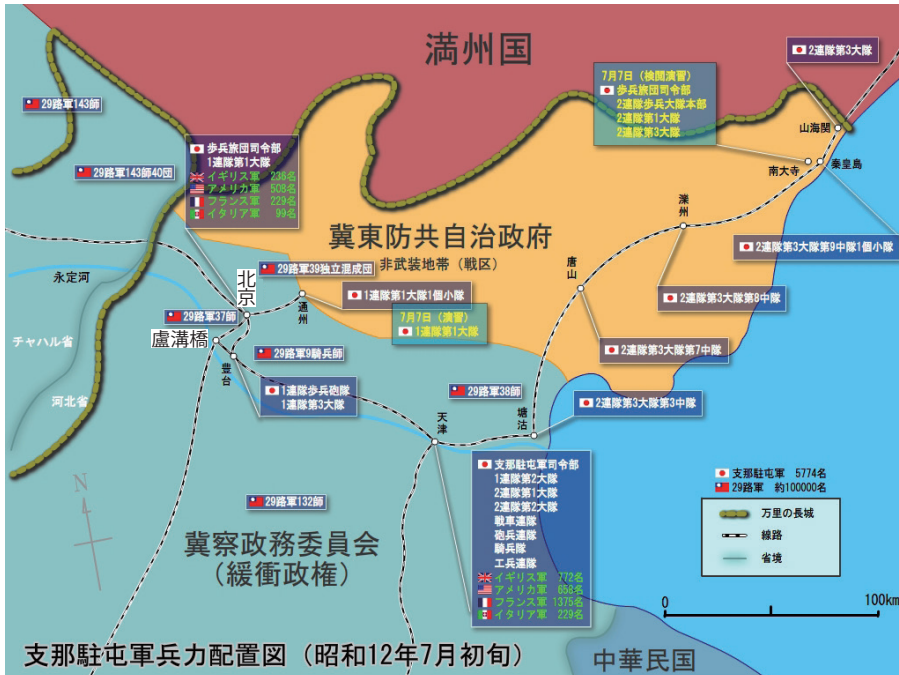 満州国
2連隊第3大隊
7月7日(検閲演習)
歩兵旅団司令部
2連隊歩兵大隊本部
2連隊第1大隊
2連隊第3大隊
山海関
南大寺
秦皇島
29路軍143師
29路軍143師40団
歩兵旅団司令部
1連隊第1大隊
イギリス軍 236名
アメリカ軍 508名
フランス軍 229名
イタリア軍 99名
冀東防共自治政府
非武装地帯(戦区)
灤州
2連隊第3大隊第9中隊1個小隊
29路軍39独立混成団
永定河
北京
通州
1連隊第1大隊1個小隊
唐山
2連隊第3大隊第8中隊
7月7日(演習)
1連隊第1大隊
29路軍37師
盧溝橋
チャハル省
豊台
29路軍9騎兵師
2連隊第3大隊第7中隊
河北省
1連隊歩兵砲隊
1連隊第3大隊
29路軍38師
塘沽
2連隊第3大隊第3中隊
天津
N
支那駐屯軍司令部
1連隊第2大隊
2連隊第1大隊
2連隊第2大隊
戦車連隊
砲兵連隊
騎兵隊
工兵連隊
イギリス軍 772名
アメリカ軍 658名
フランス軍 1375名
イタリア軍 229名
支那駐屯軍 5774名
29路軍 約100000名
万里の長城
線路
省境
29路軍132師
冀察政務委員会
(緩衝政権)
0
100km
支那駐屯軍兵力配置図(昭和12年7月初旬)
中華民国